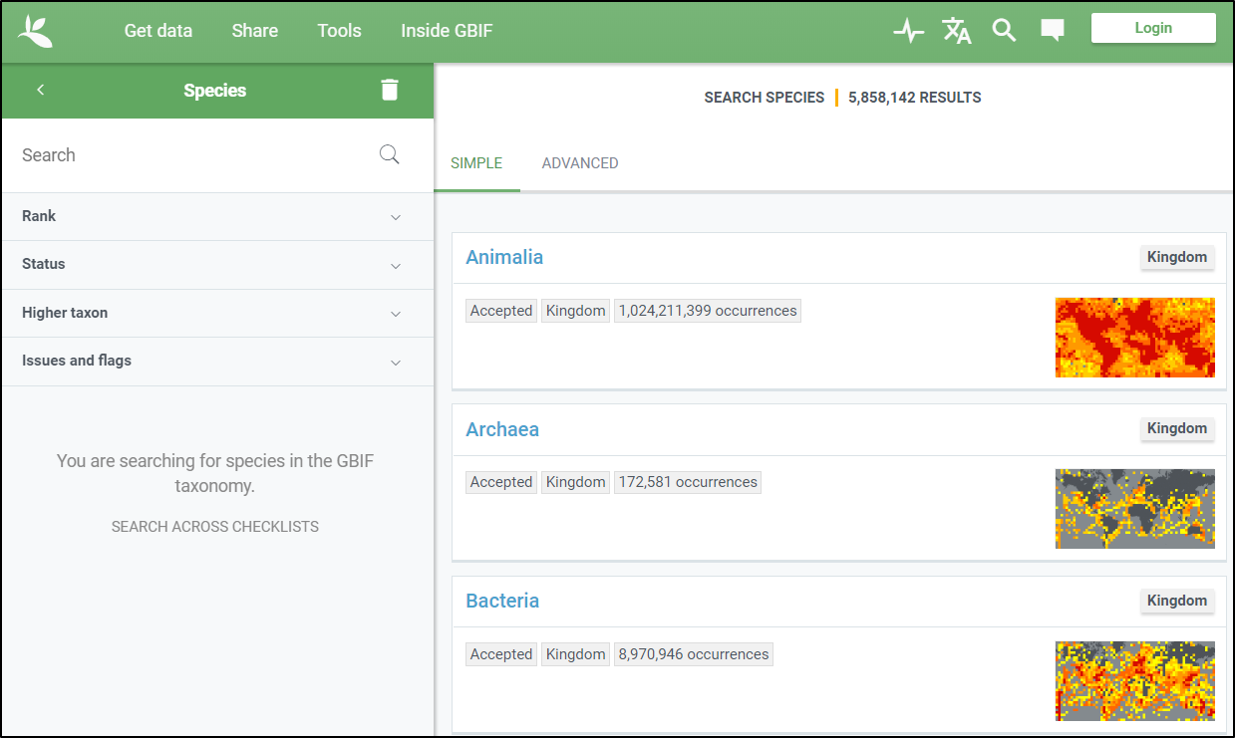 Get data Share Tools Inside GBIF Login
Species
Search
Rank
Status
Higher taxon
Issues and flags
You are searching for species in the GBIF
taxonomy.
SEARCH ACROSS CHECKLISTS
SEARCH SPECIES 5,858,142 RESULTS
SIMPLE ADVANCED
Animalia Kingdom
Accepted Kingdom 1,024,211,399 occurrences
Archaea Kingdom
Accepted Kingdom 172,581 occurrences
Bacteria Kingdom
Accepted Kingdom 8,970,946 occurrences